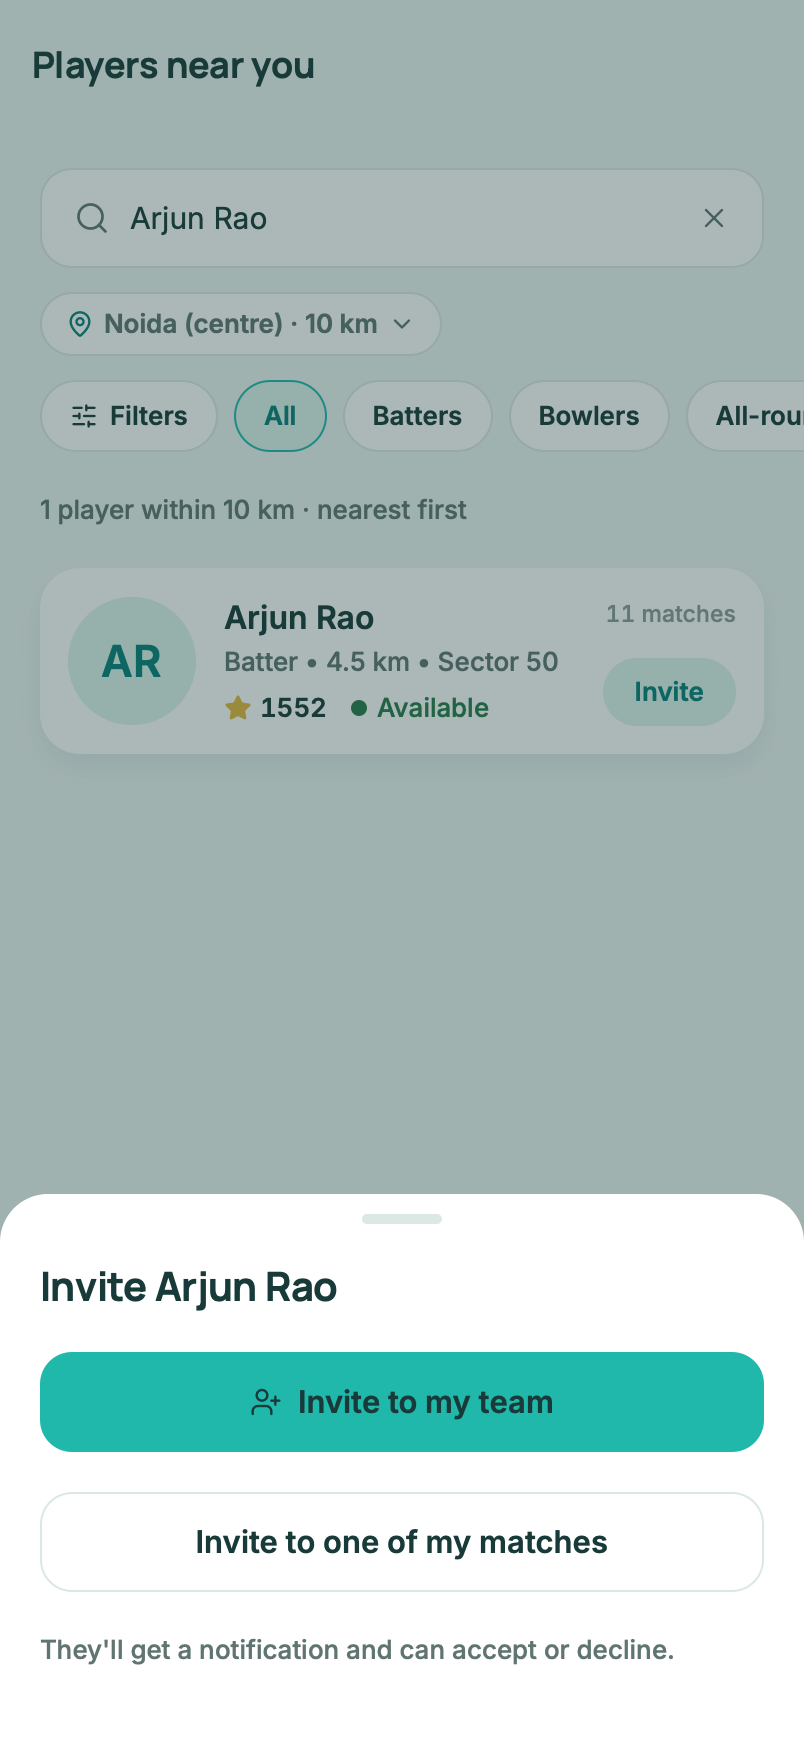 Players near you
Arjun Rao
Noida (centre) · 10 km
Filters
All
Batters
Bowlers
All-rou
1 player within 10 km · nearest first
AR
Arjun Rao
11 matches
Batter • 4.5 km • Sector 50
1552
Available
Invite
Invite Arjun Rao
Invite to my team
Invite to one of my matches
They'll get a notification and can accept or decline.